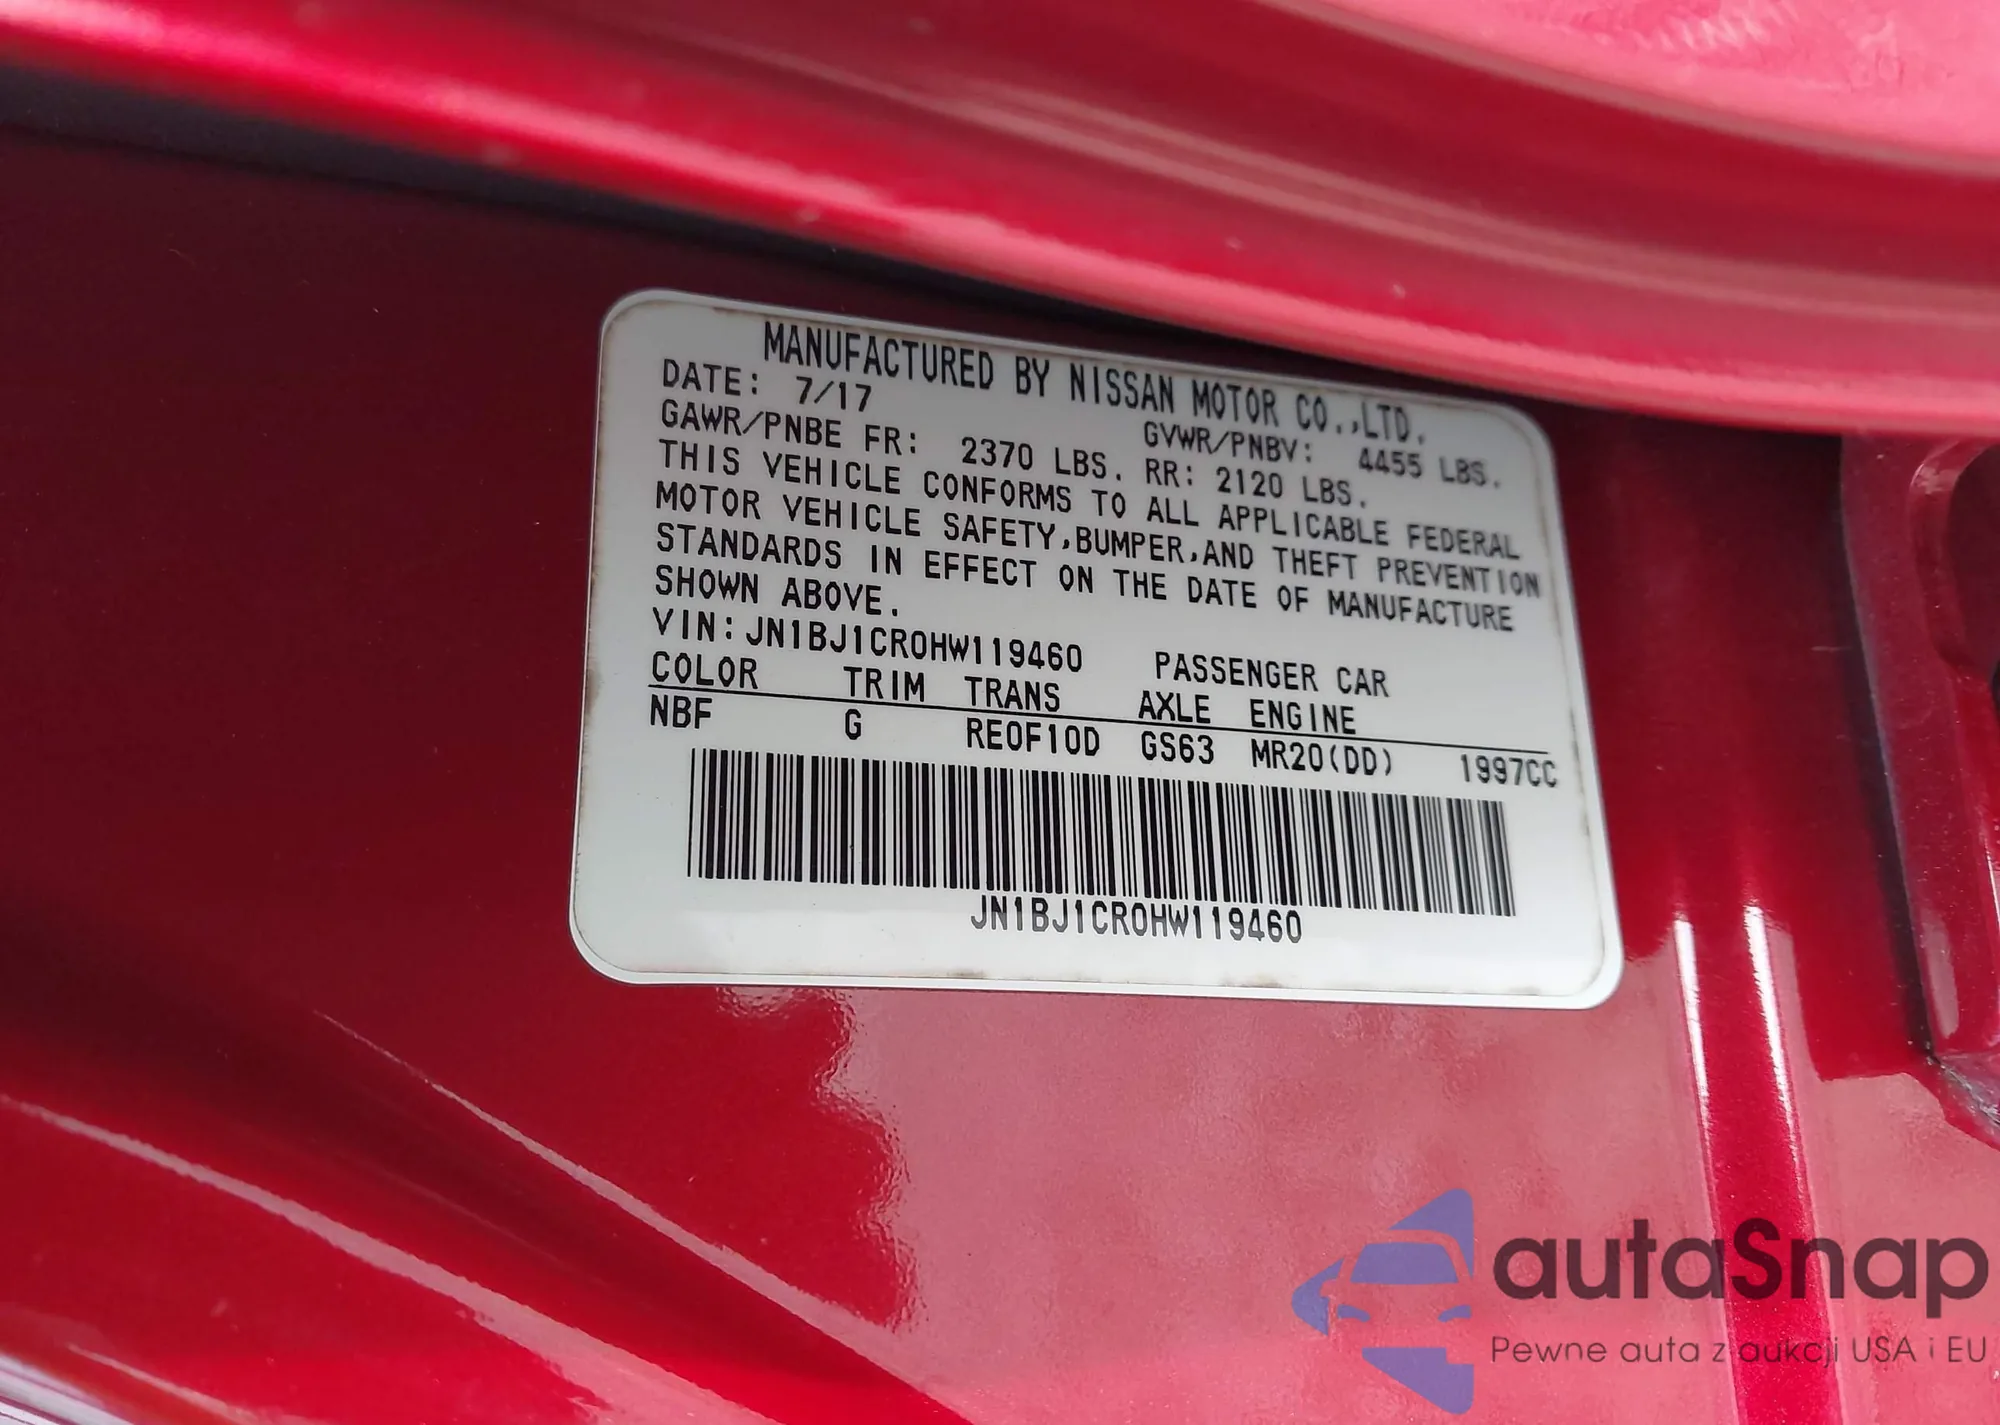 MANUFACTURED BY NISSAN MOTOR CO.,LTD.
DATE: 7/17 GVWR/PNBV: 4455 LBS.
GAWR/PNBE FR: 2370 LBS. RR: 2120 LBS.
THIS VEHICLE CONFORMS TO ALL APPLICABLE FEDERAL
MOTOR VEHICLE SAFETY,BUMPER,AND THEFT PREVENTION
STANDARDS IN EFFECT ON THE DATE OF MANUFACTURE
SHOWN ABOVE.
VIN:JN1BJ1CR0HW119460 PASSENGER CAR
COLOR TRIM TRANS AXLE ENGINE
NBF G RE0F10D GS63 MR20(DD) 1997CC
JN1BJ1CR0HW119460
autaSnap
Pewne auta z aukcji USA i EU